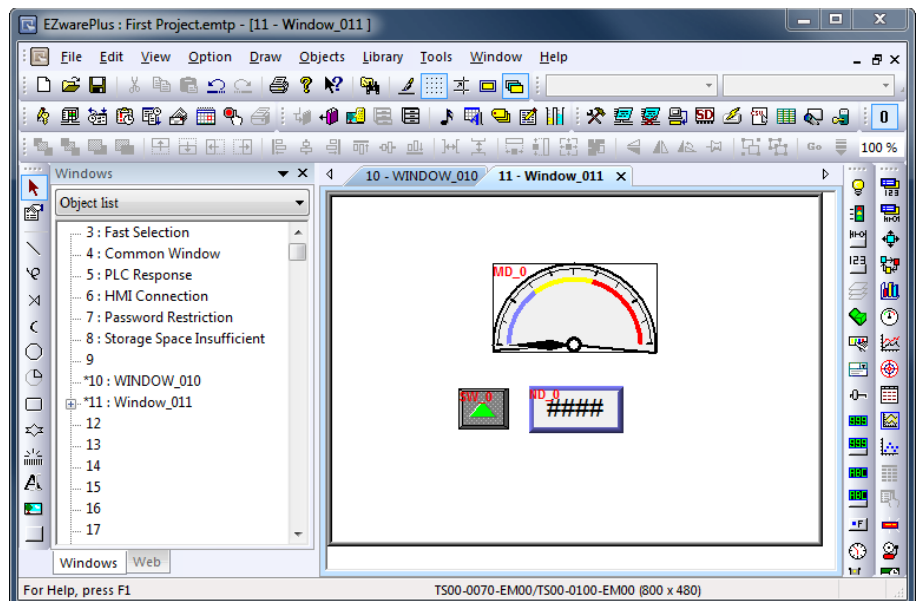 EZwarePlus : First Project.emtp - [11 - Window_011 ]
File Edit View Option Draw Objects Library Tools Window Help
SD 0
Go 100 %
Windows
10 - WINDOW_010 11 - Window_011
Object list
3 : Fast Selection
4 : Common Window
5 : PLC Response
6 : HMI Connection
7 : Password Restriction
8 : Storage Space Insufficient
9
*10 : WINDOW_010
*11 : Window_011
12
13
14
15
16
17
MD_0
SW_0
ND_0
####
Windows Web
For Help, press F1
TS00-0070-EM00/TS00-0100-EM00 (800 x 480)